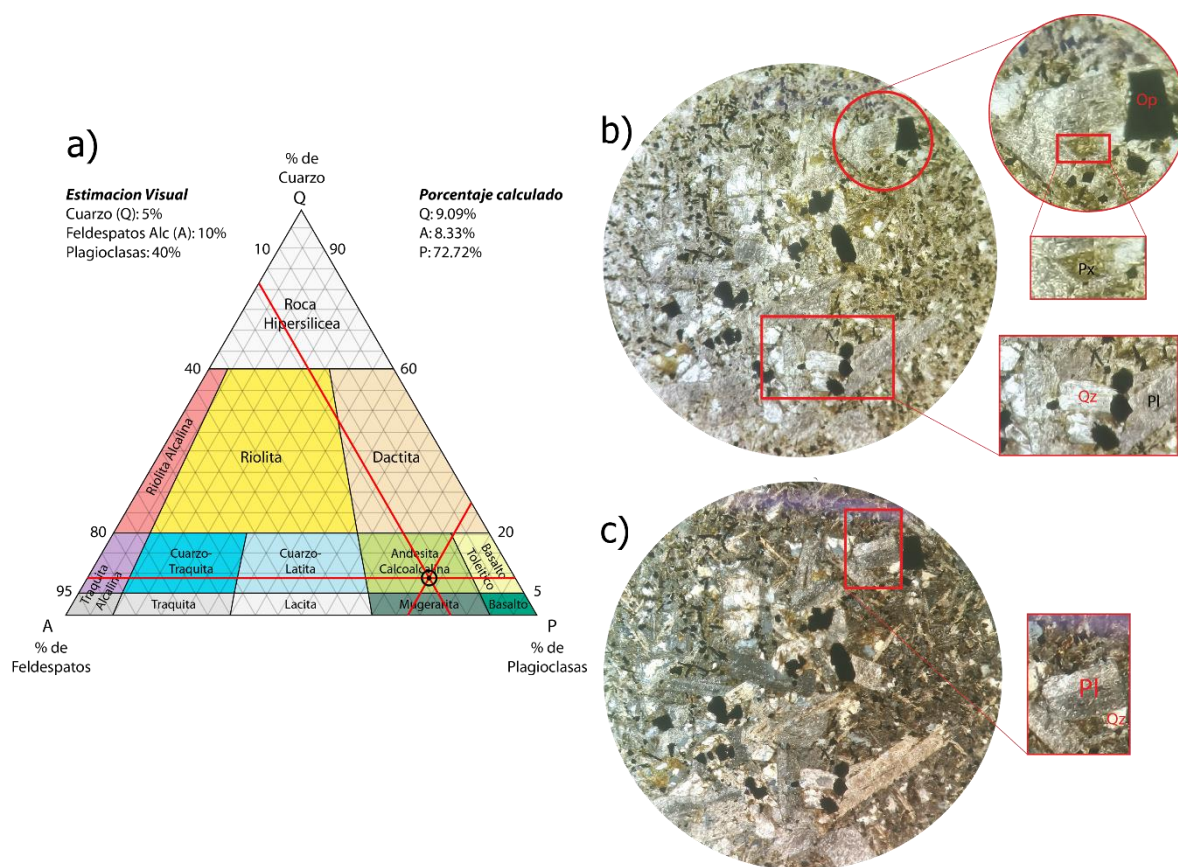 a)
Estimacion Visual
Cuarzo (Q): 5%
Feldespatos Alc (A): 10%
Plagioclasas: 40%
% de
Cuarzo
Q
Porcentaje calculado
Q: 9.09%
A: 8.33%
P: 72.72%
10
90
Roca
Hipersilicea
40
60
Riolita Alcalina
Riolita
Dactita
80
20
Traquita
Alcalina
Cuarzo-
Traquita
Cuarzo-
Latita
Andesita
Calcoalcalina
Basalto
Toleitico
95
5
Traquita
Lacita
Mugerarita
Basalto
A
P
% de
Feldespatos
% de
Plagioclasas
b)
Op
Px
Qz
Pl
c)
Pl
Qz